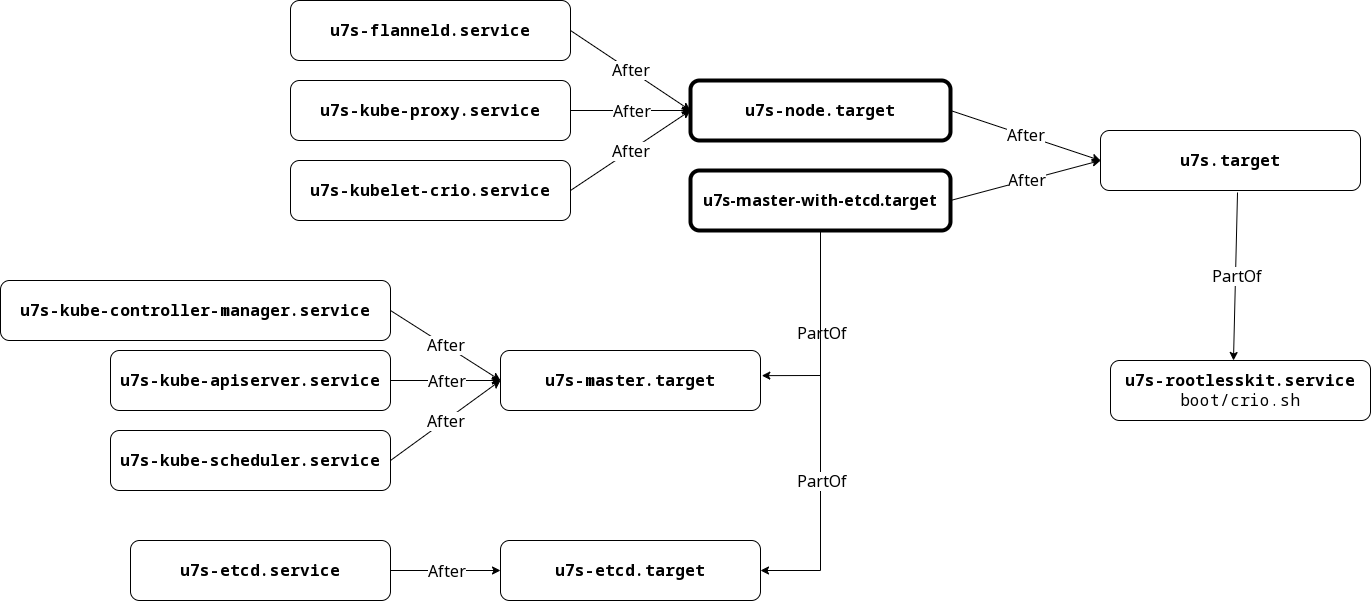 u7s-flanneld.service
After
u7s-kube-proxy.service
After
u7s-node.target
After
u7s-kubelet-crio.service
After
u7s-master-with-etcd.target
After
u7s.target
PartOf
u7s-rootlesskit.service
boot/crio.sh
PartOf
u7s-kube-controller-manager.service
After
u7s-kube-apiserver.service
After
u7s-master.target
u7s-kube-scheduler.service
After
PartOf
u7s-etcd.service
After
u7s-etcd.target